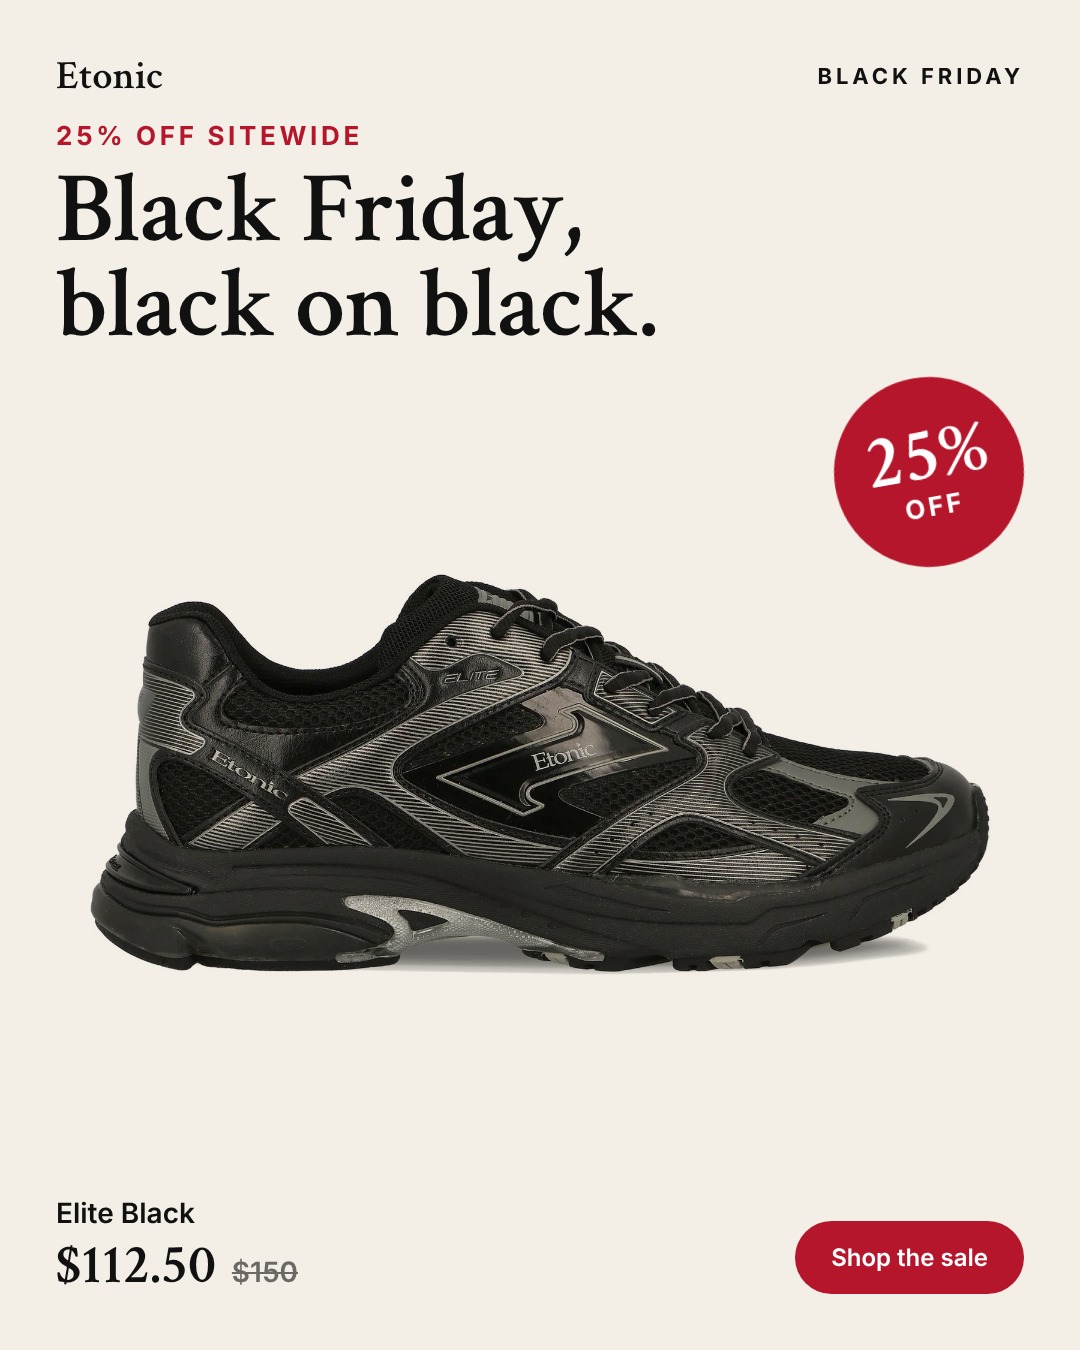 Etonic
BLACK FRIDAY
25% OFF SITEWIDE
Black Friday,
black on black.
25%
OFF
ELITE
Etonic
Etonic
Elite Black
$112.50 $150
Shop the sale